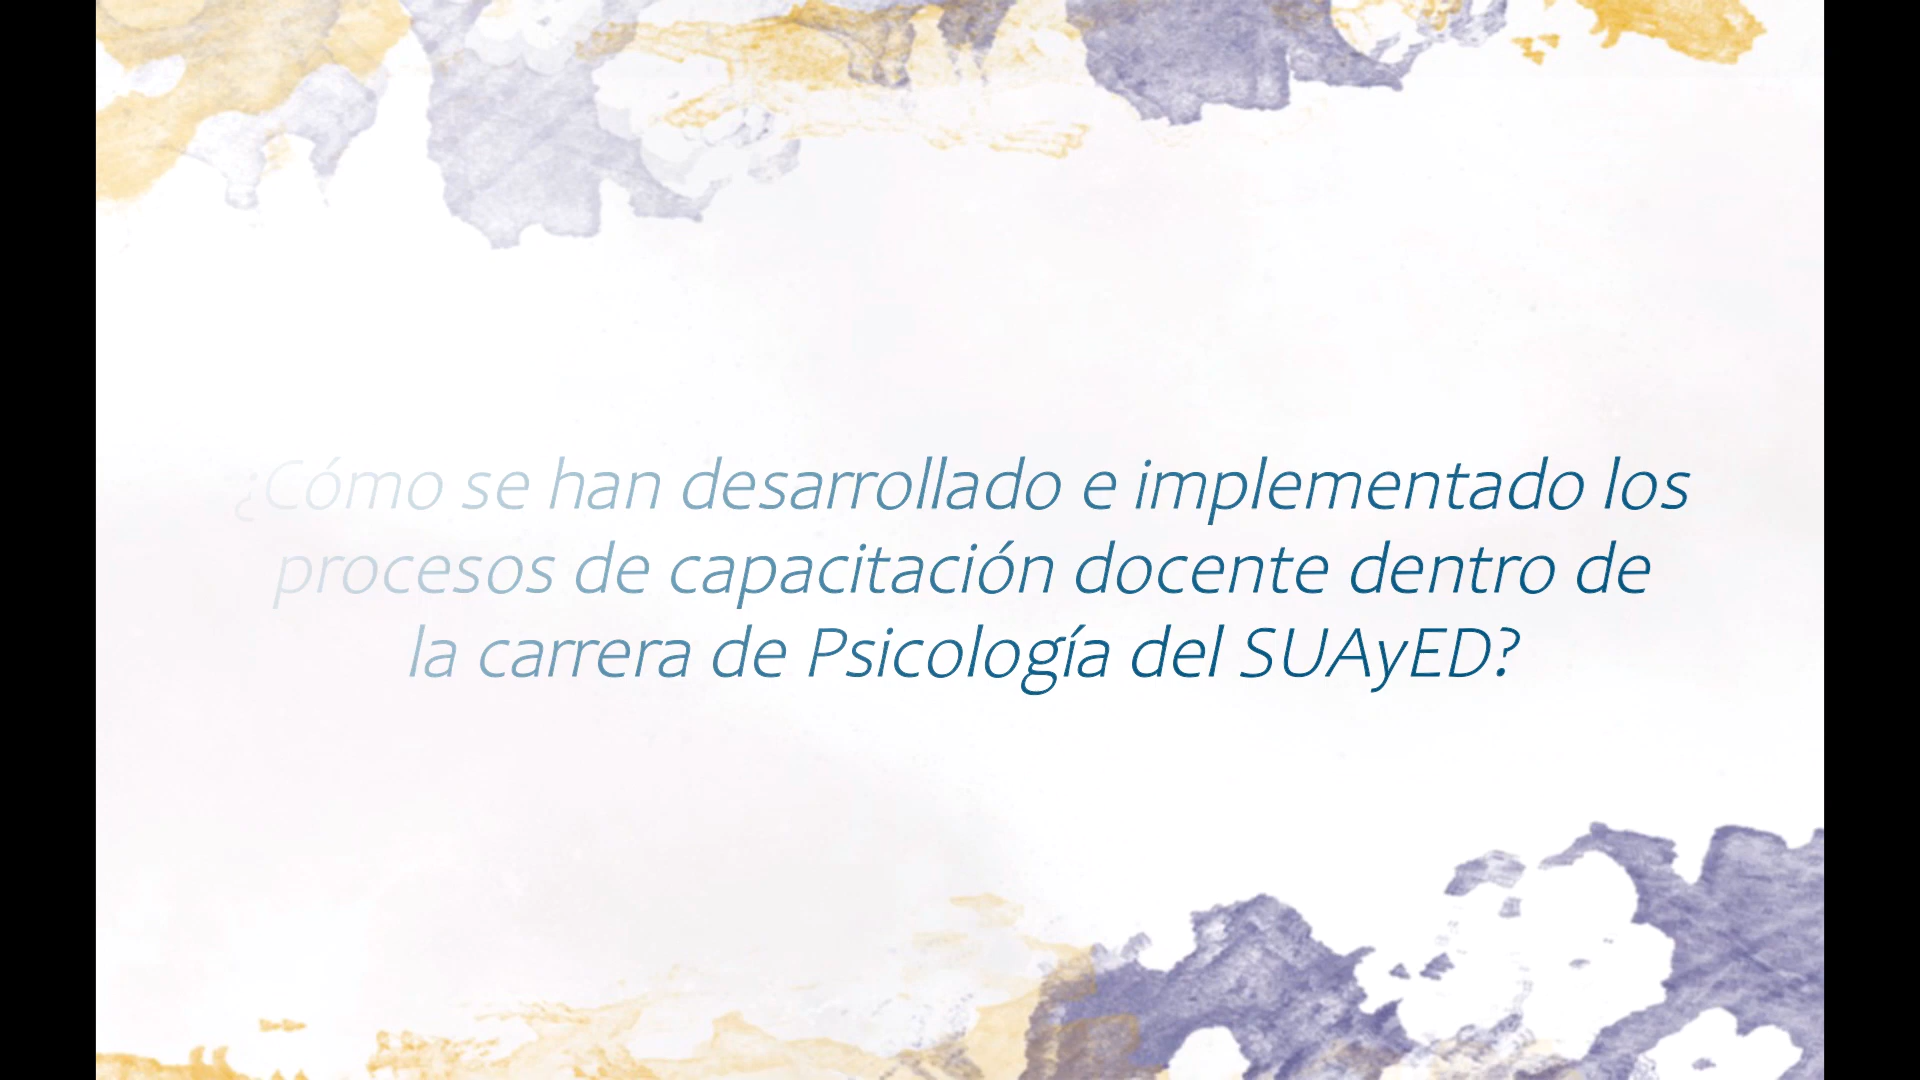 ¿Cómo se han desarrollado e implementado los
procesos de capacitación docente dentro de
la carrera de Psicología del SUAyED?